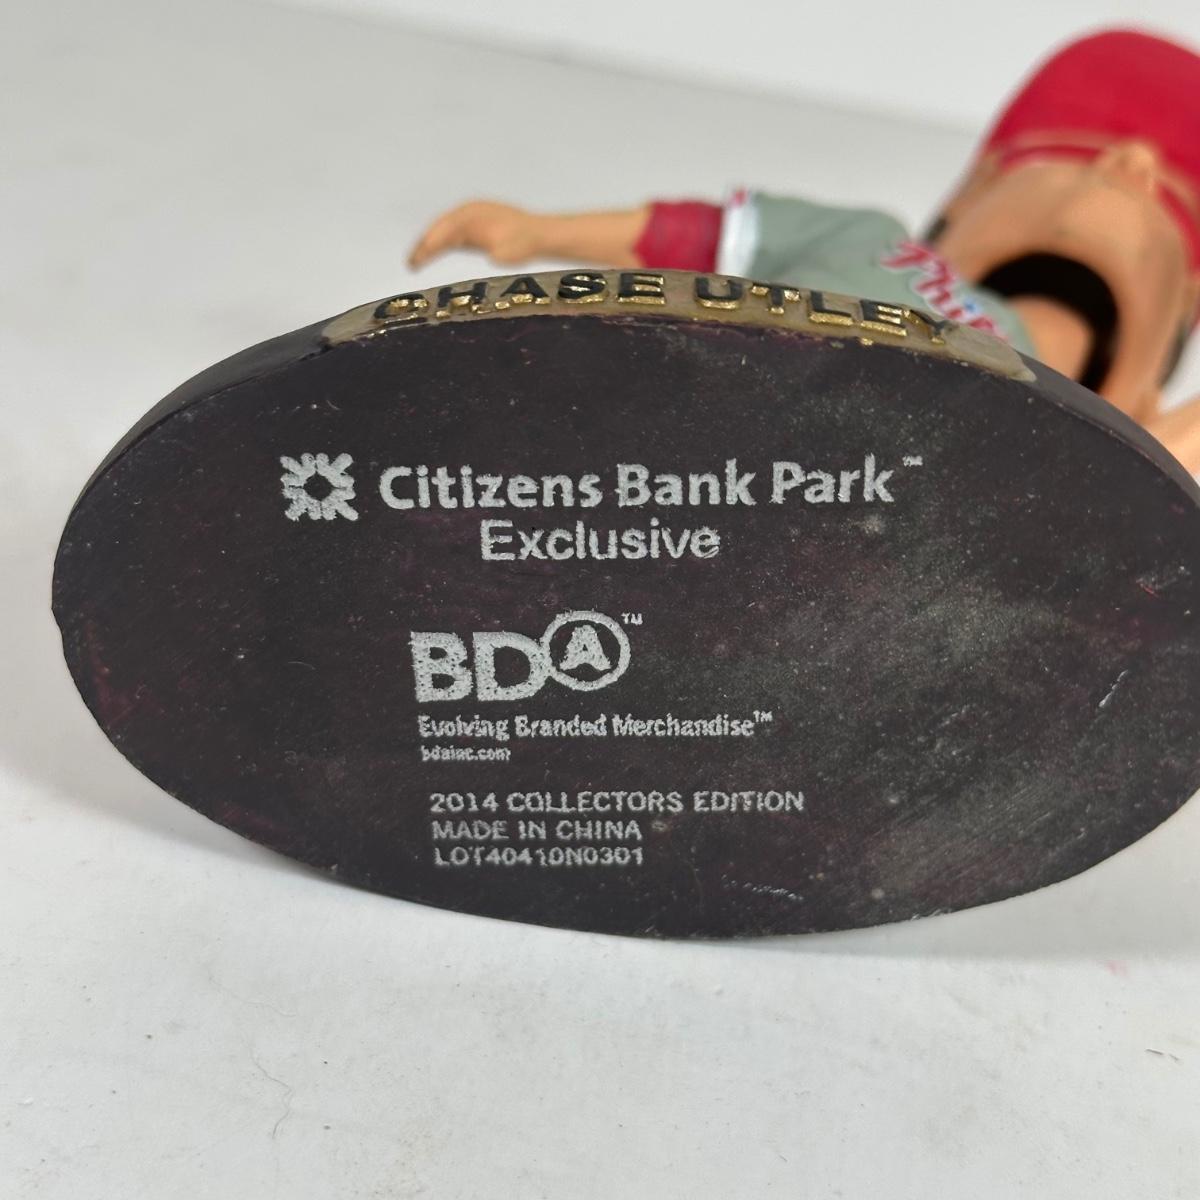 CHASE UTLEY
Phi
Citizens Bank Park™
Exclusive
BDA™
Evolving Branded Merchandise™
bdainc.com
2014 COLLECTORS EDITION
MADE IN CHINA
LOT40410N0301